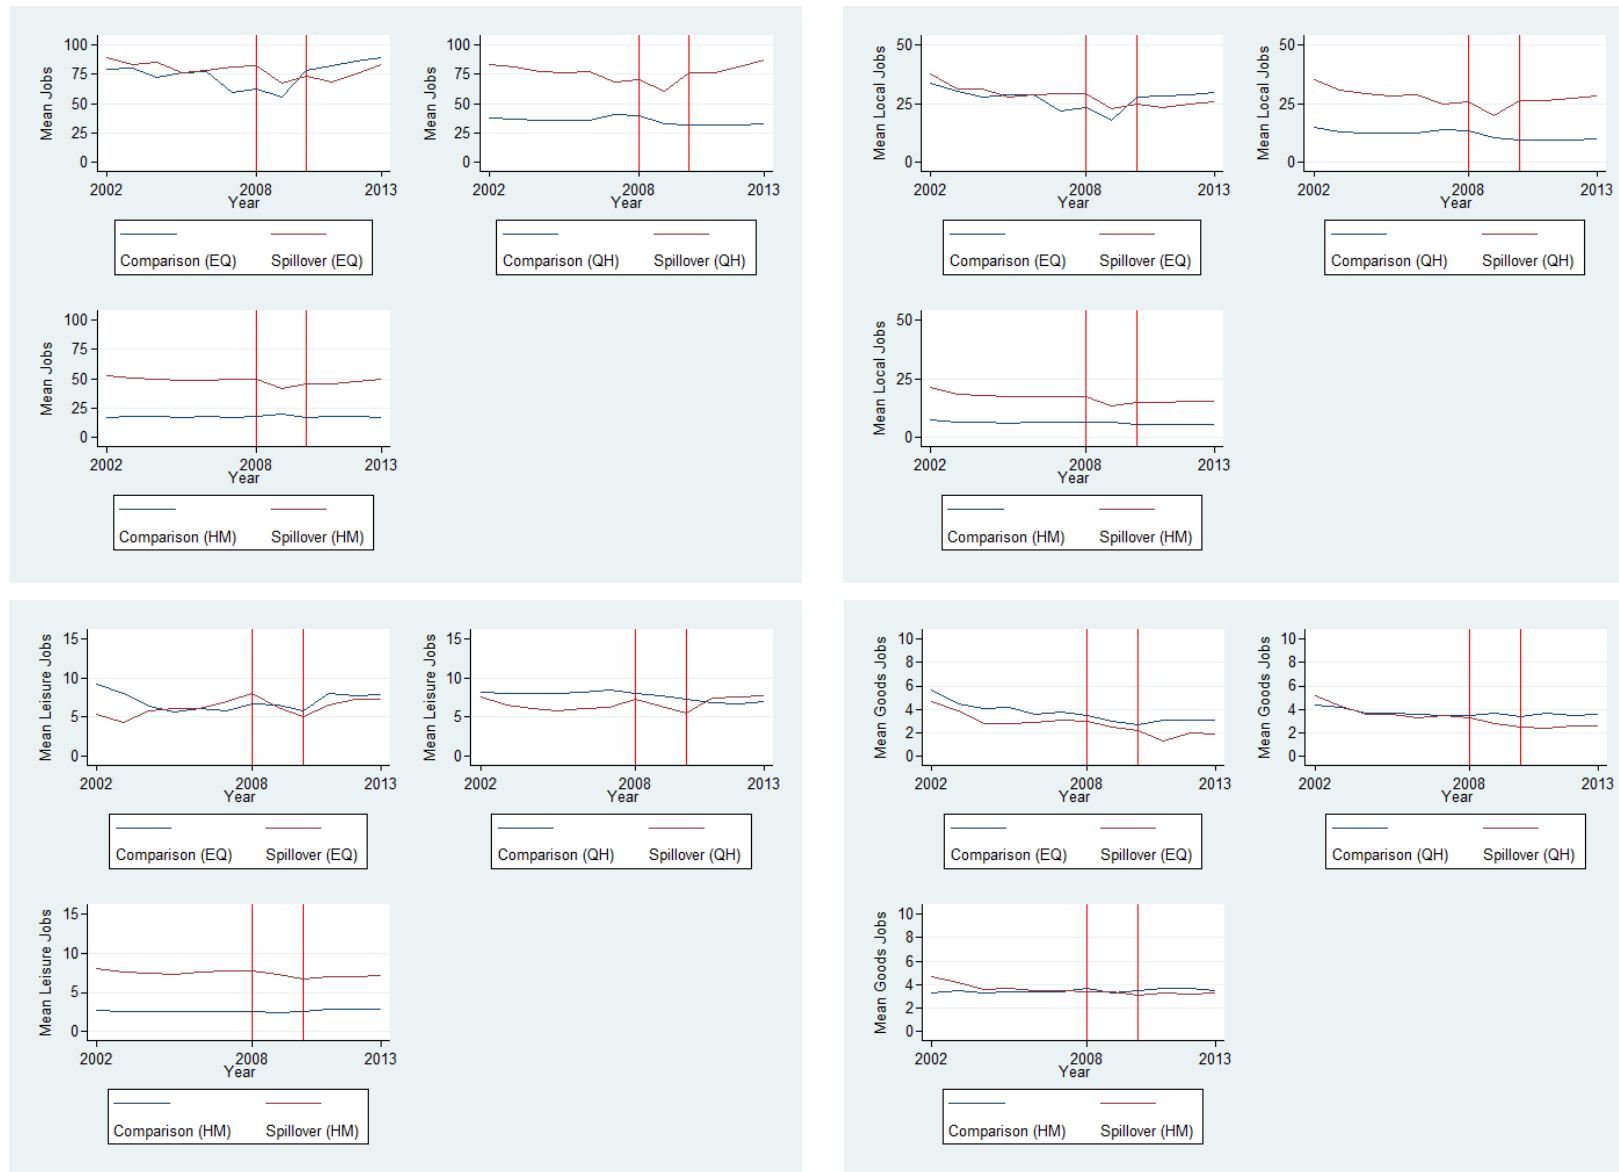 Mean Jobs
100
75
50
25
0
2002
2008
2013
Year
Comparison (EQ)
Spillover (EQ)
Mean Jobs
100
75
50
25
0
2002
2008
2013
Year
Comparison (QH)
Spillover (QH)
Mean Jobs
100
75
50
25
0
2002
2008
2013
Year
Comparison (HM)
Spillover (HM)
Mean Local Jobs
50
25
0
2002
2008
2013
Year
Comparison (EQ)
Spillover (EQ)
Mean Local Jobs
50
25
0
2002
2008
2013
Year
Comparison (QH)
Spillover (QH)
Mean Local Jobs
50
25
0
2002
2008
2013
Year
Comparison (HM)
Spillover (HM)
Mean Leisure Jobs
15
10
5
0
2002
2008
2013
Year
Comparison (EQ)
Spillover (EQ)
Mean Leisure Jobs
15
10
5
0
2002
2008
2013
Year
Comparison (QH)
Spillover (QH)
Mean Leisure Jobs
15
10
5
0
2002
2008
2013
Year
Comparison (HM)
Spillover (HM)
Mean Goods Jobs
10
8
6
4
2
0
2002
2008
2013
Year
Comparison (EQ)
Spillover (EQ)
Mean Goods Jobs
10
8
6
4
2
0
2002
2008
2013
Year
Comparison (QH)
Spillover (QH)
Mean Goods Jobs
10
8
6
4
2
0
2002
2008
2013
Year
Comparison (HM)
Spillover (HM)